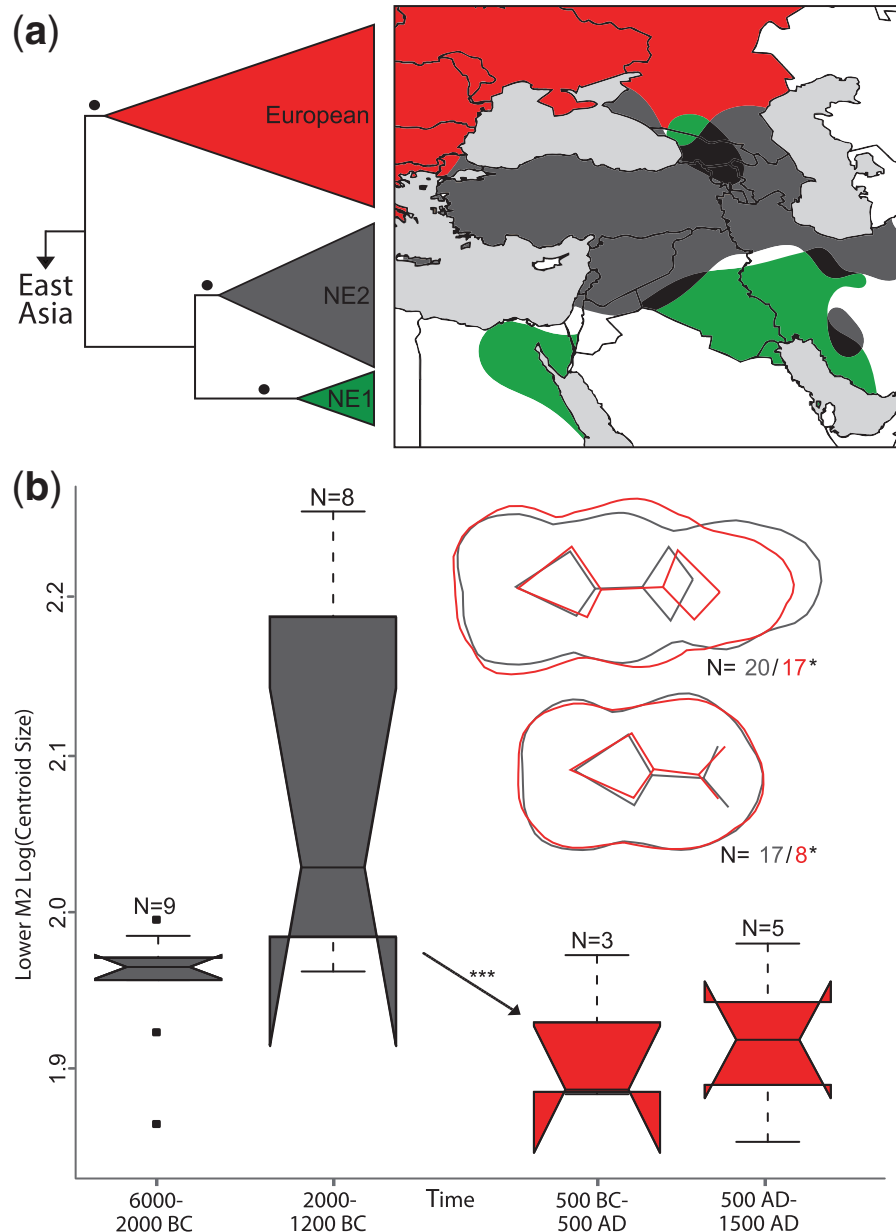 (a)
European
NE2
NE1
East
Asia
(b)
Lower M2 Log(Centroid Size)
2.2
2.1
2.0
1.9
N=9
N=8
N= 20/17*
N= 17/8*
***
N=3
N=5
6000-
2000 BC
2000-
1200 BC
Time
500 BC-
500 AD
500 AD-
1500 AD